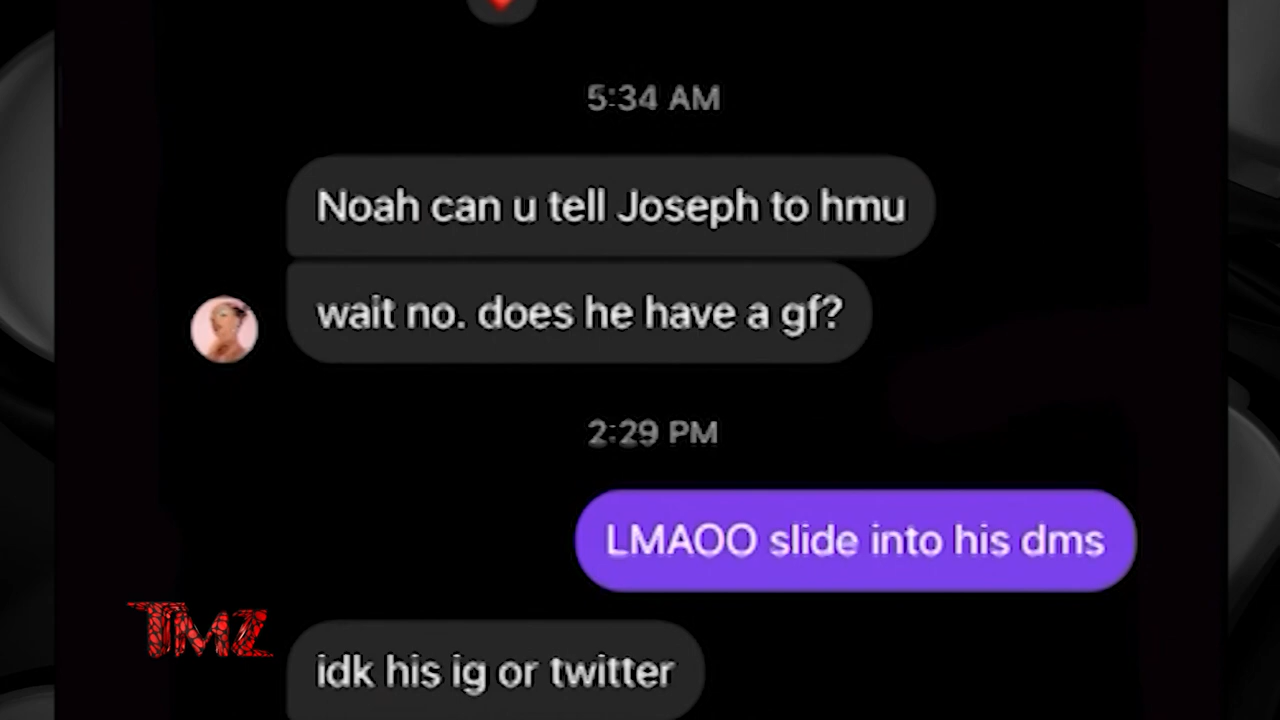 5:34 AM
Noah can u tell Joseph to hmu
wait no. does he have a gf?
2:29 PM
LMAOO slide into his dms
TMZ
idk his ig or twitter